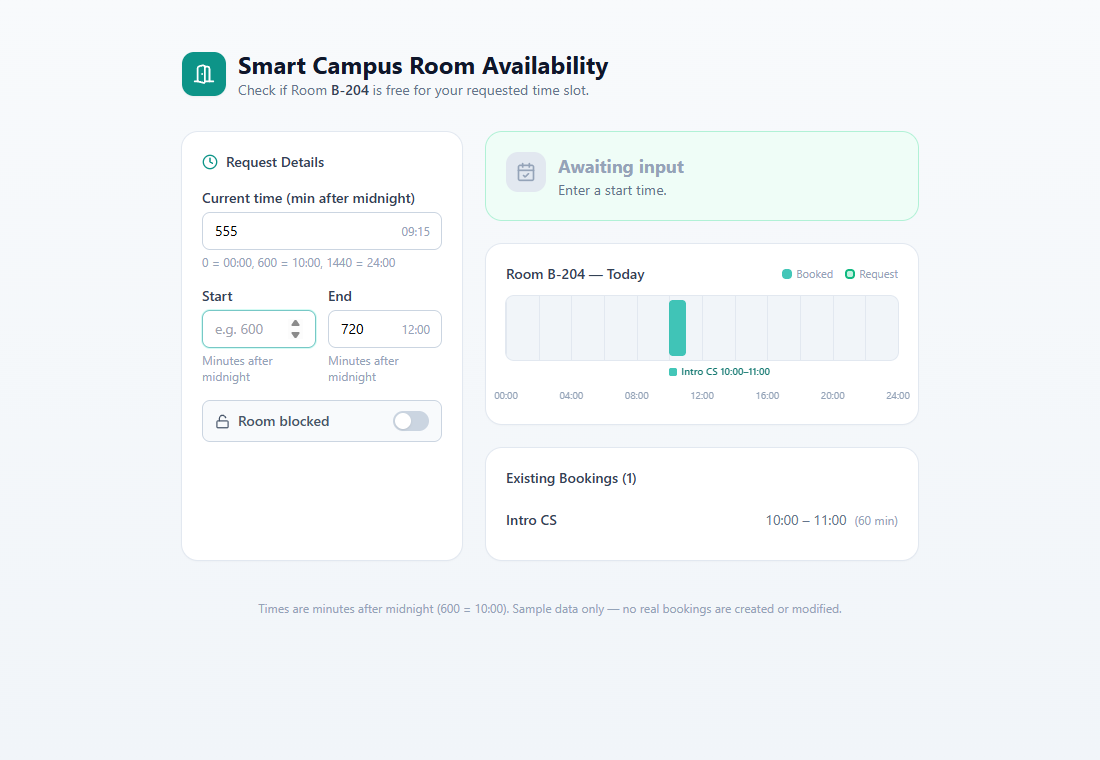 Smart Campus Room Availability
Check if Room B-204 is free for your requested time slot.
Request Details
Current time (min after midnight)
555 09:15
0 = 00:00, 600 = 10:00, 1440 = 24:00
Start End
e.g. 600 720 12:00
Minutes after midnight Minutes after midnight
Room blocked
Awaiting input
Enter a start time.
Room B-204 — Today Booked Request
Intro CS 10:00–11:00
00:00 04:00 08:00 12:00 16:00 20:00 24:00
Existing Bookings (1)
Intro CS 10:00 – 11:00 (60 min)
Times are minutes after midnight (600 = 10:00). Sample data only — no real bookings are created or modified.